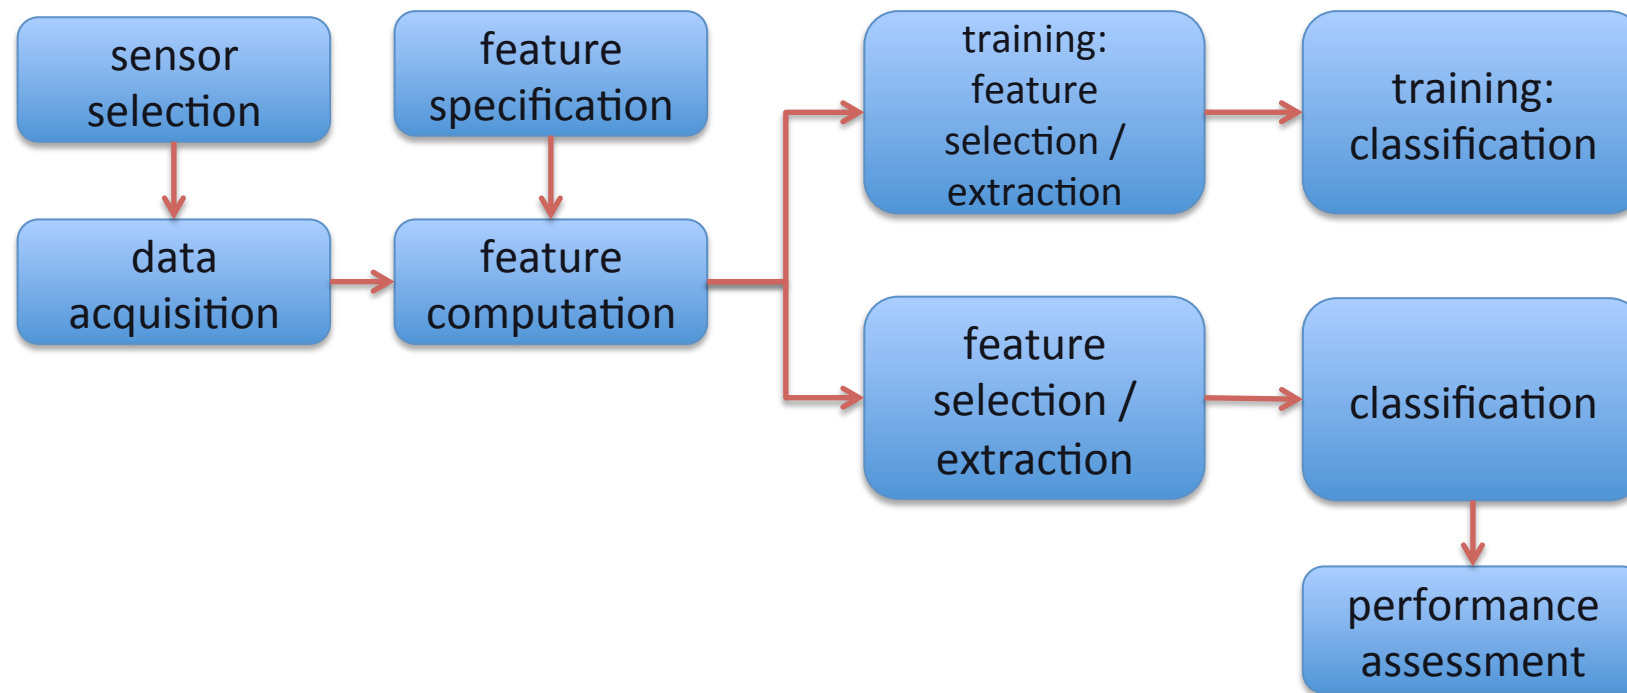 sensor
selection
feature
specification
training:
feature
selection /
extraction
training:
classification
data
acquisition
feature
computation
feature
selection /
extraction
classification
performance
assessment